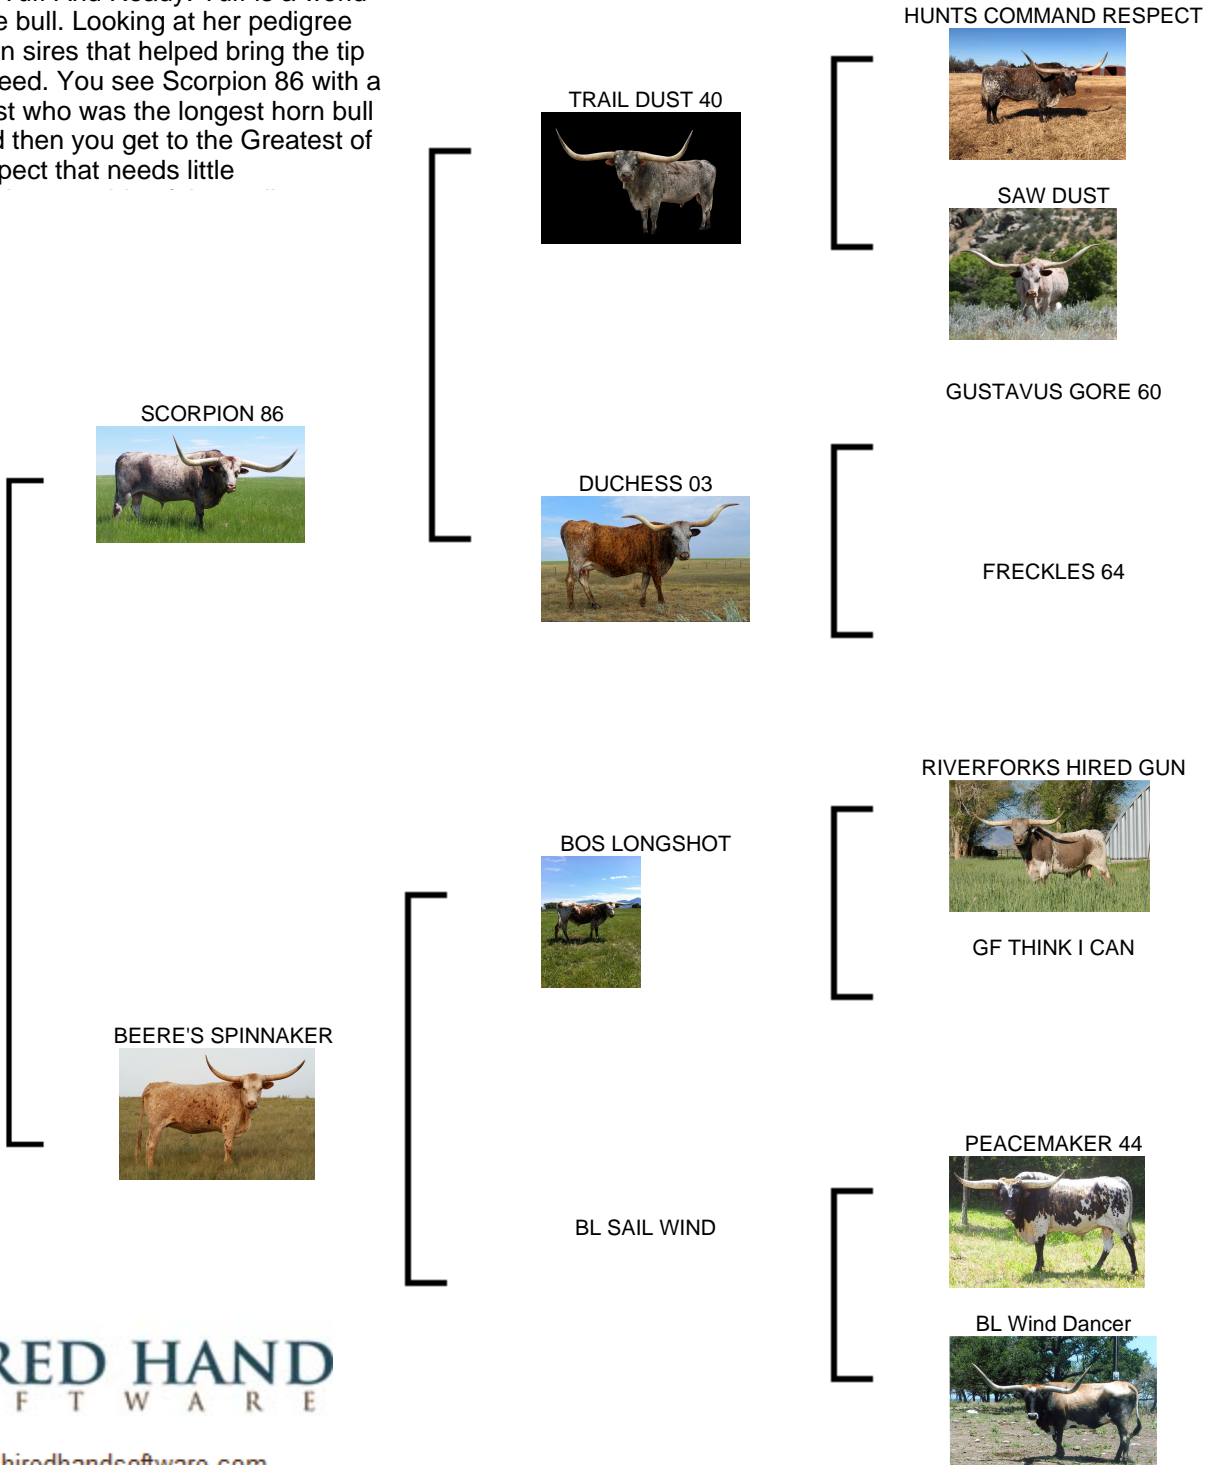 e bull. Looking at her pedigree
n sires that helped bring the tip
eed. You see Scorpion 86 with a
st who was the longest horn bull
d then you get to the Greatest of
pect that needs little
HUNTS COMMAND RESPECT
TRAIL DUST 40
SAW DUST
GUSTAVUS GORE 60
SCORPION 86
DUCHESS 03
FRECKLES 64
RIVERFORKS HIRED GUN
BOS LONGSHOT
GF THINK I CAN
BEERE'S SPINNAKER
PEACEMAKER 44
BL SAIL WIND
BL Wind Dancer
RED HAND
F T W A R E
hiredhandsoftware.com